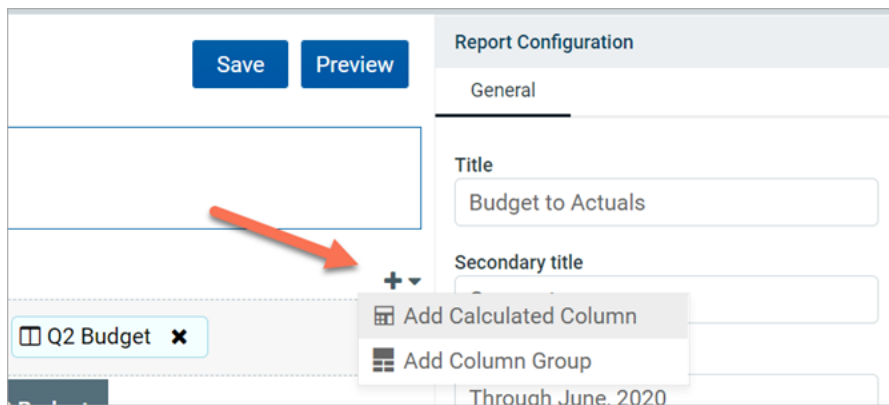 Save Preview
Report Configuration
General
Title
Budget to Actuals
Secondary title
Add Calculated Column
Q2 Budget
Add Column Group
Through June, 2020